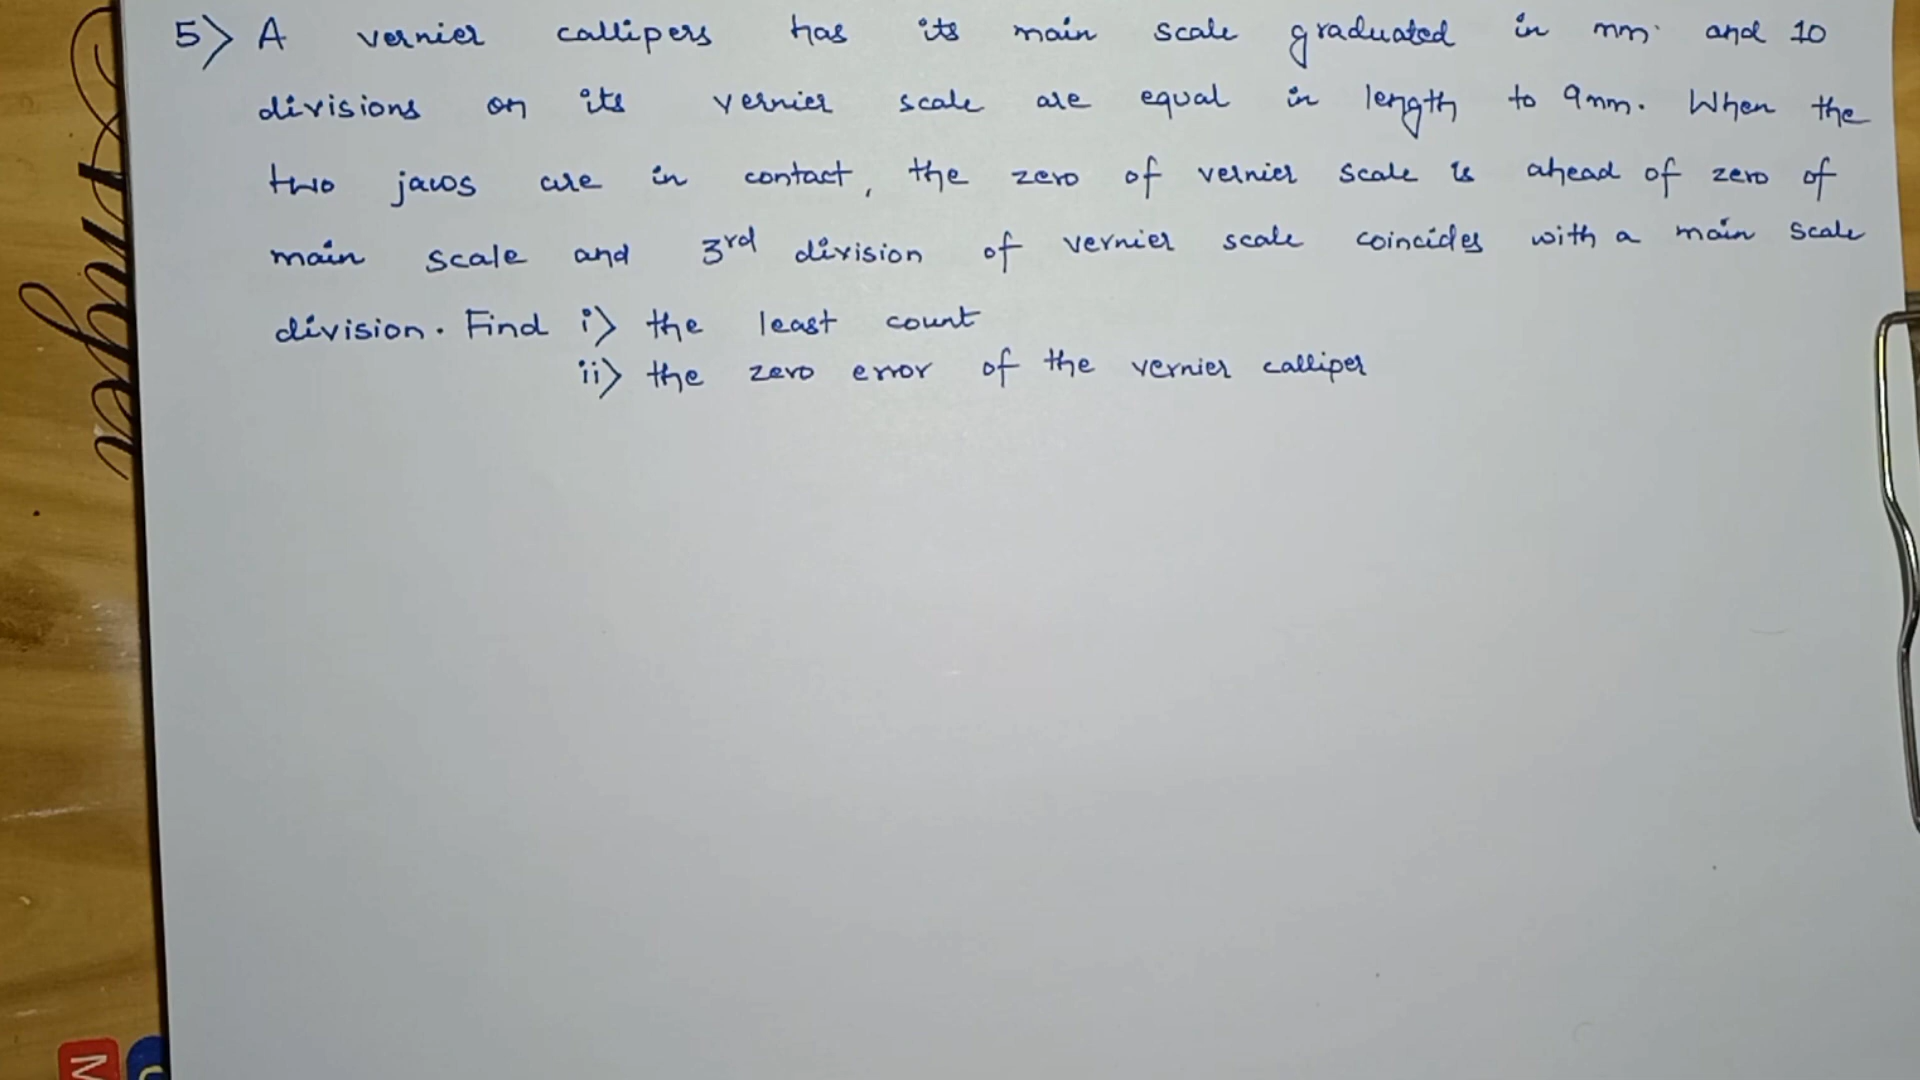 5) A vernier callipers has its main scale graduated in mm. and 10
divisions on its vernier scale are equal in length to 9mm. When the
two jaws are in contact, the zero of vernier scale is ahead of zero of
main scale and 3rd division of vernier scale coincides with a main scale
division. Find i) the least count
ii) the zero error of the vernier calliper
M